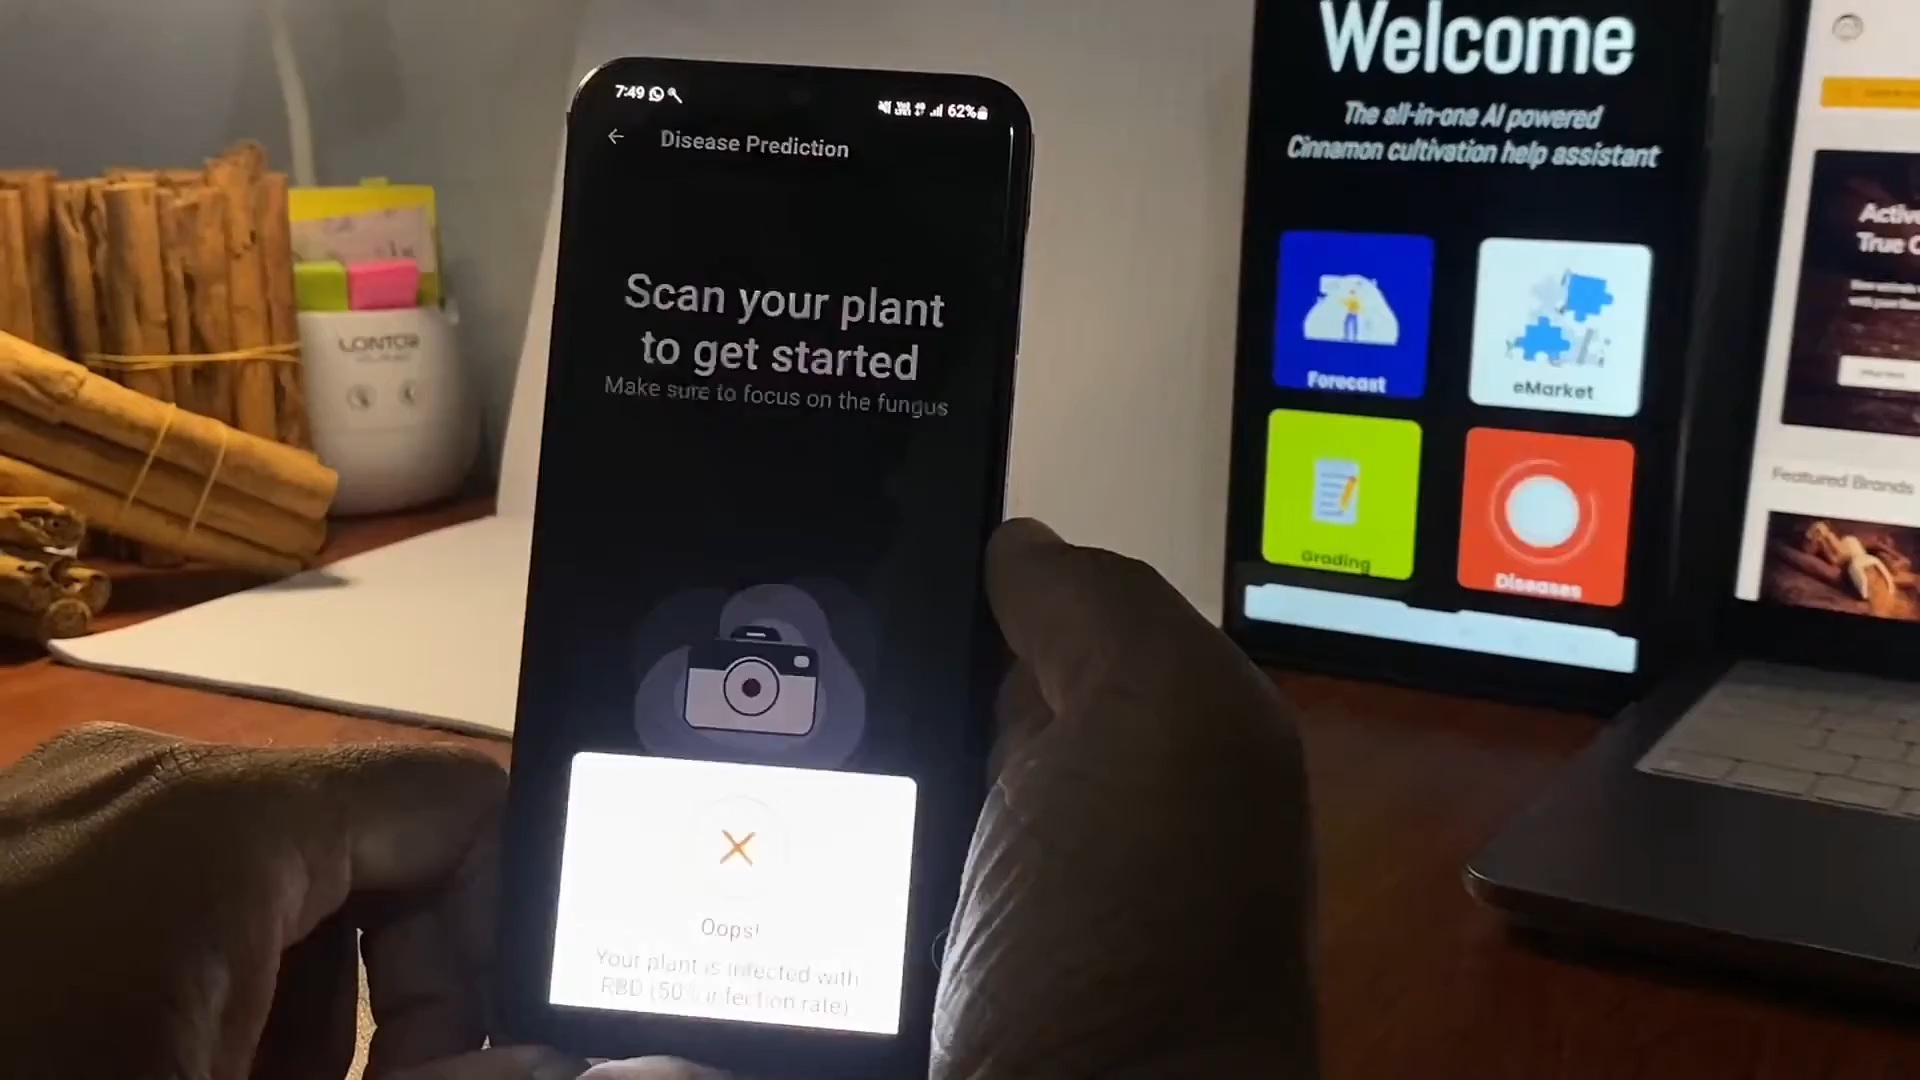 7:49
62%
Disease Prediction
Scan your plant
to get started
Make sure to focus on the fungus
Oops!
Your plant is infected with
RBD (50% infection rate)
Welcome
The all-in-one AI powered
Cinnamon cultivation help assistant
Forecast
eMarket
Grading
Diseases
Featured Brands